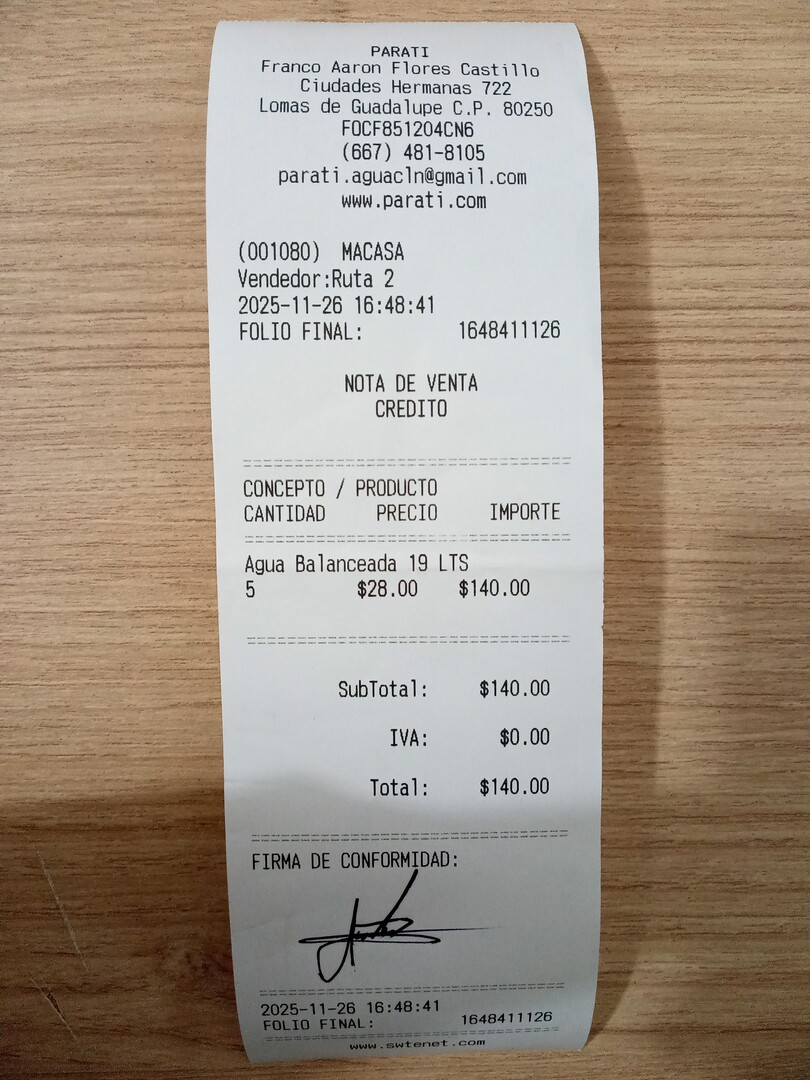 PARATI
Franco Aaron Flores Castillo
Ciudades Hermanas 722
Lomas de Guadalupe C.P. 80250
FOCF851204CN6
(667) 481-8105
parati.aguacln@gmail.com
www.parati.com
(001080) MACASA
Vendedor:Ruta 2
2025-11-26 16:48:41
FOLIO FINAL: 1648411126
NOTA DE VENTA
CREDITO
CONCEPTO / PRODUCTO
CANTIDAD PRECIO IMPORTE
Agua Balanceada 19 LTS
5 $28.00 $140.00
SubTotal: $140.00
IVA: $0.00
Total: $140.00
FIRMA DE CONFORMIDAD:
2025-11-26 16:48:41
FOLIO FINAL: 1648411126
www.swtenet.com